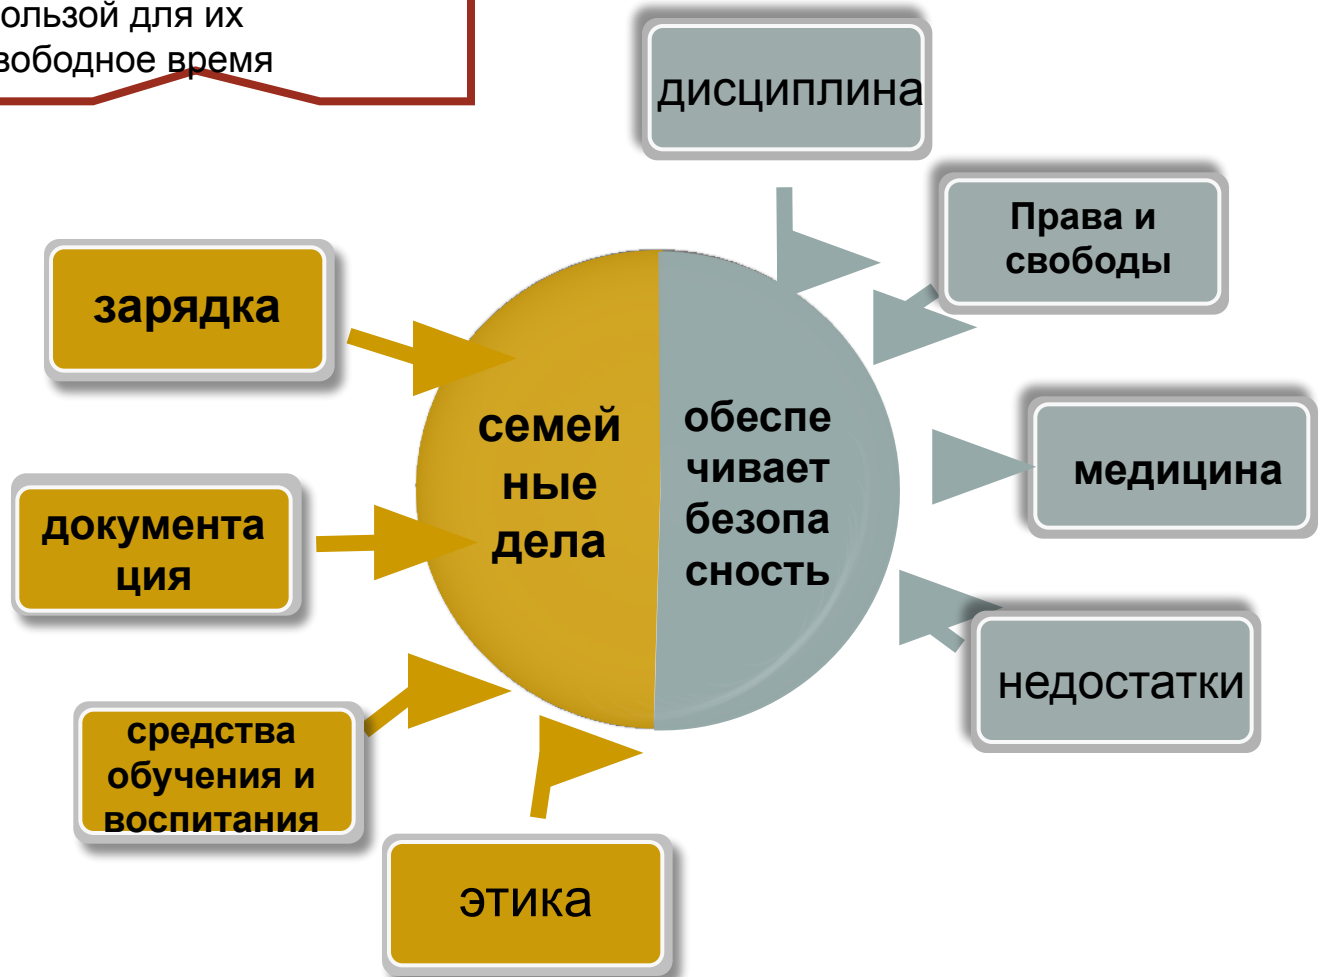 ользой для их
вободное время
дисциплина
Права и
свободы
зарядка
семей
ные
дела
обеспе
чивает
безопа
сность
медицина
документа
ция
недостатки
средства
обучения и
воспитания
этика